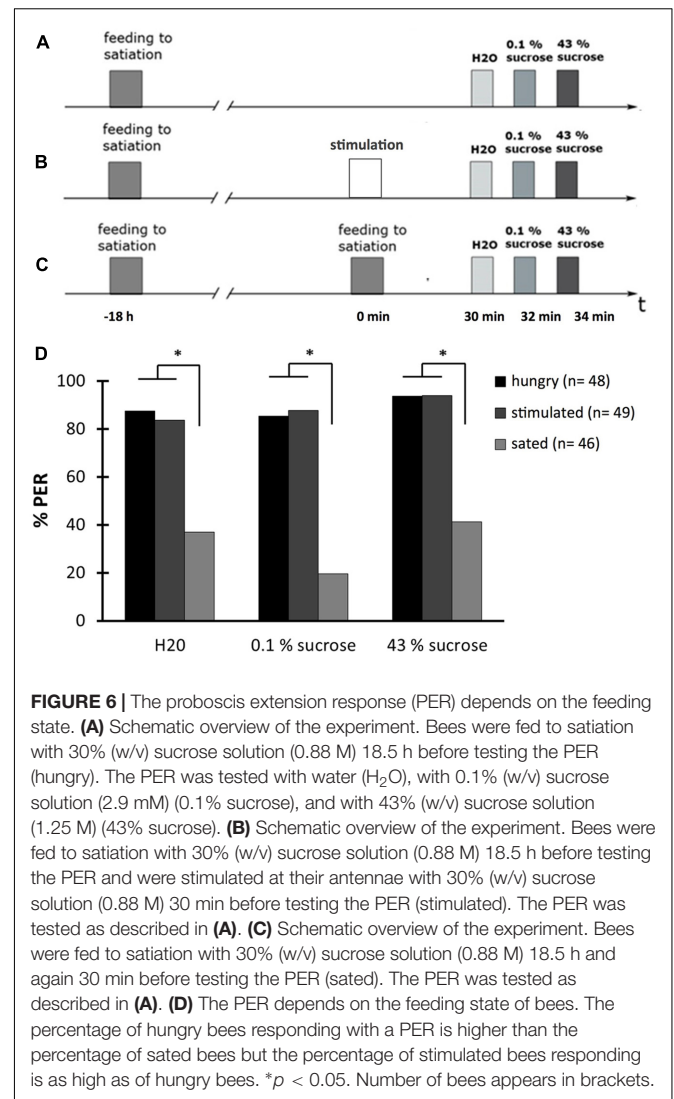 A
feeding to
satiation
H2O
0.1 %
sucrose
43 %
sucrose
B
feeding to
satiation
stimulation
H2O
0.1 %
sucrose
43 %
sucrose
C
feeding to
satiation
feeding to
satiation
H2O
0.1 %
sucrose
43 %
sucrose
t
-18 h
0 min
30 min
32 min
34 min
D
% PER
100
80
60
40
20
0
*
*
*
hungry (n= 48)
stimulated (n= 49)
sated (n= 46)
H20
0.1 % sucrose
43 % sucrose
FIGURE 6 | The proboscis extension response (PER) depends on the feeding
state. (A) Schematic overview of the experiment. Bees were fed to satiation
with 30% (w/v) sucrose solution (0.88 M) 18.5 h before testing the PER
(hungry). The PER was tested with water (H₂O), with 0.1% (w/v) sucrose
solution (2.9 mM) (0.1% sucrose), and with 43% (w/v) sucrose solution
(1.25 M) (43% sucrose). (B) Schematic overview of the experiment. Bees were
fed to satiation with 30% (w/v) sucrose solution (0.88 M) 18.5 h before testing
the PER and were stimulated at their antennae with 30% (w/v) sucrose
solution (0.88 M) 30 min before testing the PER (stimulated). The PER was
tested as described in (A). (C) Schematic overview of the experiment. Bees
were fed to satiation with 30% (w/v) sucrose solution (0.88 M) 18.5 h and
again 30 min before testing the PER (sated). The PER was tested as
described in (A). (D) The PER depends on the feeding state of bees. The
percentage of hungry bees responding with a PER is higher than the
percentage of sated bees but the percentage of stimulated bees responding
is as high as of hungry bees. *p < 0.05. Number of bees appears in brackets.